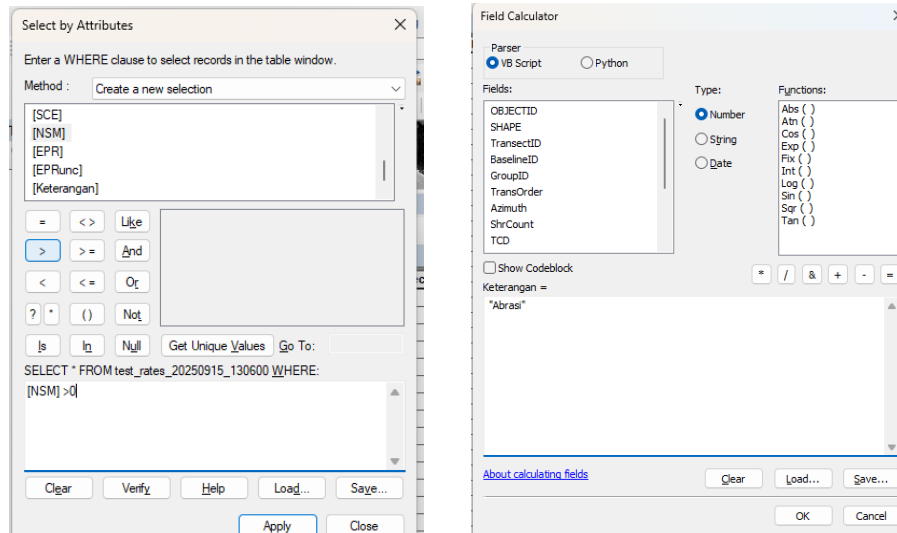 Select by Attributes
Enter a WHERE clause to select records in the table window.
Method :
Create a new selection
[SCE]
[NSM]
[EPR]
[EPRunc]
[Keterangan]
= < > Like
> > = And
< < = Or
? * ( ) Not
Is In Null Get Unique Values Go To:
SELECT * FROM test_rates_20250915_130600 WHERE:
[NSM] >0
Clear Verify Help Load... Save...
Apply Close
Field Calculator
Parser
VB Script Python
Fields: Type: Functions:
OBJECTID
SHAPE
TransectID
BaselineID
GroupID
TransOrder
Azimuth
ShrCount
TCD
Number
String
Date
Abs ( )
Atn ( )
Cos ( )
Exp ( )
Fix ( )
Int ( )
Log ( )
Sin ( )
Sqr ( )
Tan ( )
Show Codeblock
* / & + - =
Keterangan =
"Abrasi"
About calculating fields
Clear Load... Save...
OK Cancel